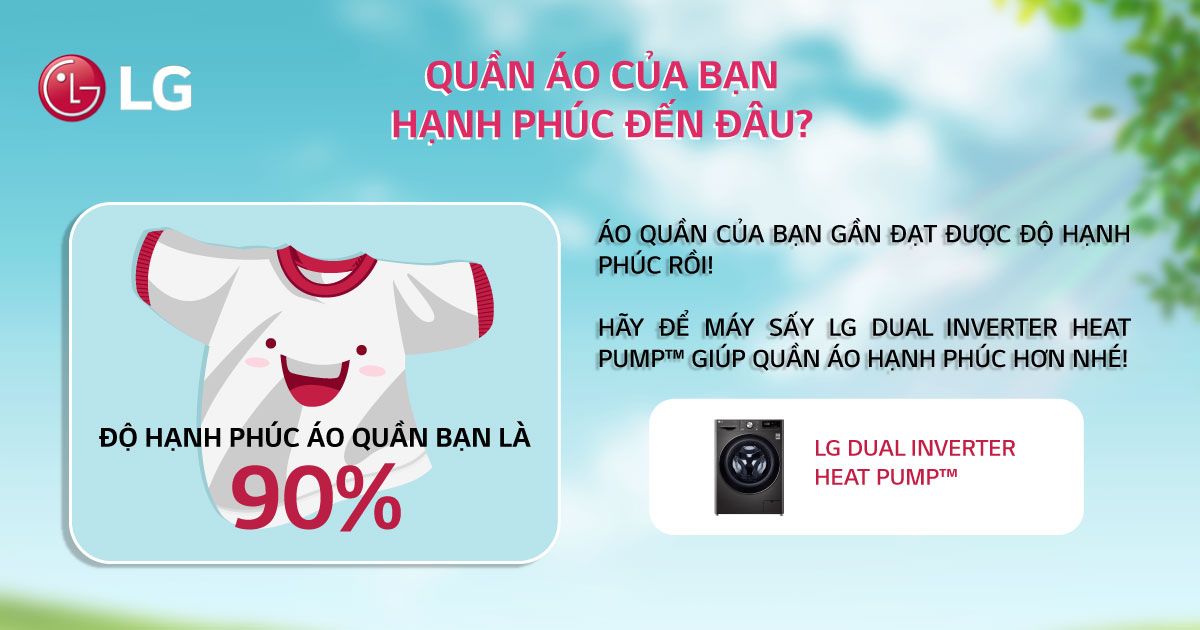 LG
QUẦN ÁO CỦA BẠN
HẠNH PHÚC ĐẾN ĐÂU?
ÁO QUẦN CỦA BẠN GẦN ĐẠT ĐƯỢC ĐỘ HẠNH
PHÚC RỒI!
HÃY ĐỂ MÁY SẤY LG DUAL INVERTER HEAT
PUMP™ GIÚP QUẦN ÁO HẠNH PHÚC HƠN NHÉ!
ĐỘ HẠNH PHÚC ÁO QUẦN BẠN LÀ
90%
LG DUAL INVERTER
HEAT PUMP™